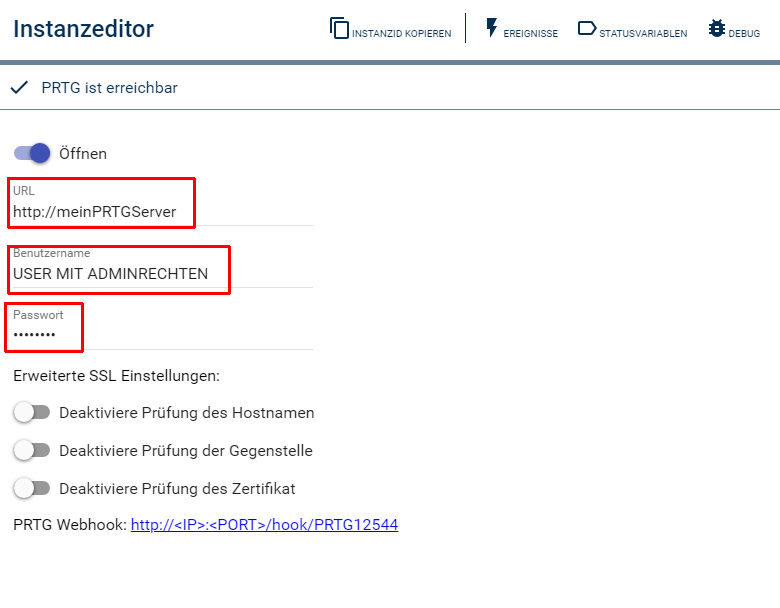 Instanzeditor
INSTANZID KOPIEREN
EREIGNISSE
STATUSVARIABLEN
DEBUG
PRTG ist erreichbar
Öffnen
URL
http://meinPRTGServer
Benutzername
USER MIT ADMINRECHTEN
Passwort
••••••••
Erweiterte SSL Einstellungen:
Deaktiviere Prüfung des Hostnamen
Deaktiviere Prüfung der Gegenstelle
Deaktiviere Prüfung des Zertifikat
PRTG Webhook: http://<IP>:<PORT>/hook/PRTG12544